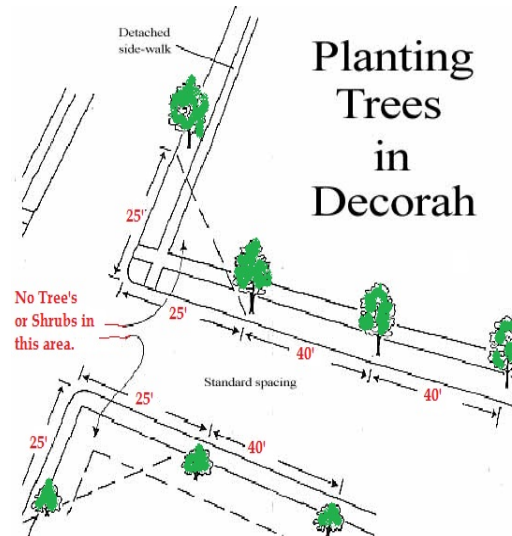 Detached
side-walk
Planting
Trees
in
Decorah
25'
No Tree's
or Shrubs in
this area.
25'
40'
40'
Standard spacing
25'
25'
40'